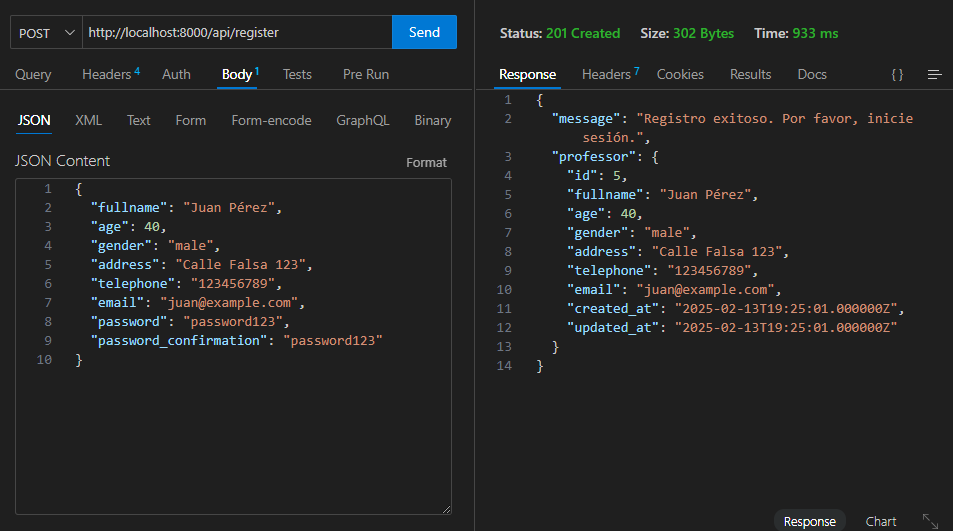 POST http://localhost:8000/api/register Send
Query Headers 4 Auth Body 1 Tests Pre Run
JSON XML Text Form Form-encode GraphQL Binary
JSON Content Format
1 {
2 "fullname": "Juan Pérez",
3 "age": 40,
4 "gender": "male",
5 "address": "Calle Falsa 123",
6 "telephone": "123456789",
7 "email": "juan@example.com",
8 "password": "password123",
9 "password_confirmation": "password123"
10 }
Status: 201 Created Size: 302 Bytes Time: 933 ms
Response Headers 7 Cookies Results Docs {}
1 {
2 "message": "Registro exitoso. Por favor, inicie
sesión.",
3 "professor": {
4 "id": 5,
5 "fullname": "Juan Pérez",
6 "age": 40,
7 "gender": "male",
8 "address": "Calle Falsa 123",
9 "telephone": "123456789",
10 "email": "juan@example.com",
11 "created_at": "2025-02-13T19:25:01.000000Z",
12 "updated_at": "2025-02-13T19:25:01.000000Z"
13 }
14 }
Response Chart